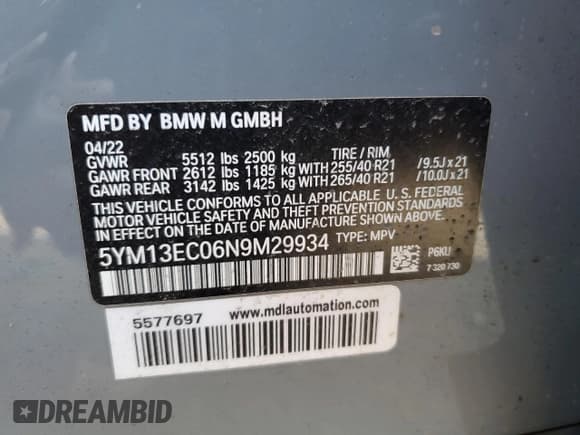 MFD BY BMW M GMBH
04/22
GVWR 5512 lbs 2500 kg TIRE / RIM
GAWR FRONT 2612 lbs 1185 kg WITH 255/40 R21 /9.5J x 21
GAWR REAR 3142 lbs 1425 kg WITH 265/40 R21 /10.0J x 21
THIS VEHICLE CONFORMS TO ALL APPLICABLE U. S. FEDERAL
MOTOR VEHICLE SAFETY, BUMPER, AND THEFT
PREVENTION STANDARDS IN EFFECT ON THE DATE OF
MANUFACTURE SHOWN ABOVE.
5YM13EC06N9M29934 TYPE: MPV
P6KU
7 320 730
5577697 www.mdlautomation.com
DREAMBID